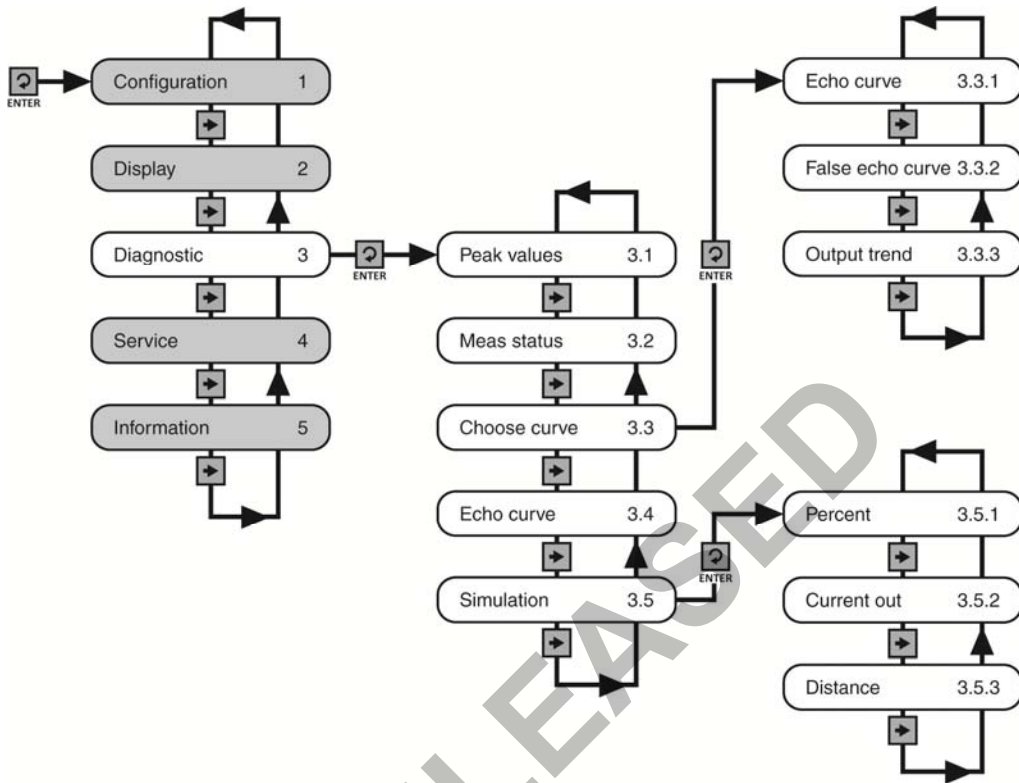 ENTER
Configuration 1
Display 2
Diagnostic 3
Service 4
Information 5
ENTER
Peak values 3.1
Meas status 3.2
Choose curve 3.3
Echo curve 3.4
Simulation 3.5
ENTER
Echo curve 3.3.1
False echo curve 3.3.2
Output trend 3.3.3
ENTER
Percent 3.5.1
Current out 3.5.2
Distance 3.5.3
LEASED